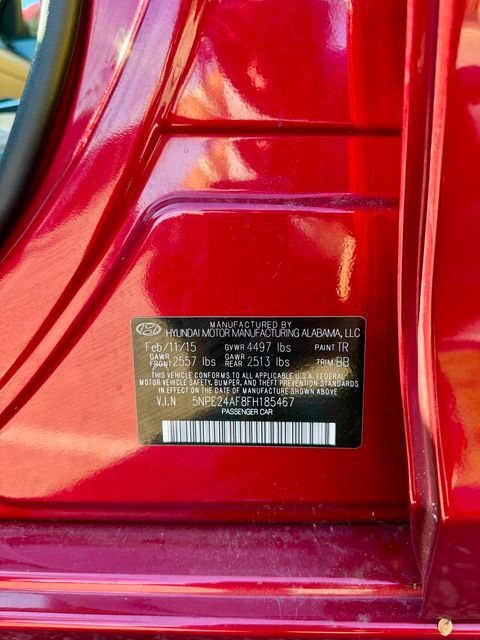 MANUFACTURED BY
HYUNDAI MOTOR MANUFACTURING ALABAMA, LLC
Feb/11/15 GVWR 4497 lbs PAINT TR
GAWR FRONT 2557 lbs GAWR REAR 2513 lbs TRIM BB
THIS VEHICLE CONFORMS TO ALL APPLICABLE U.S.A. FEDERAL
MOTOR VEHICLE SAFETY, BUMPER, AND THEFT PREVENTION STANDARDS
IN EFFECT ON THE DATE OF MANUFACTURE SHOWN ABOVE
V.I.N 5NPE24AF8FH185467
PASSENGER CAR